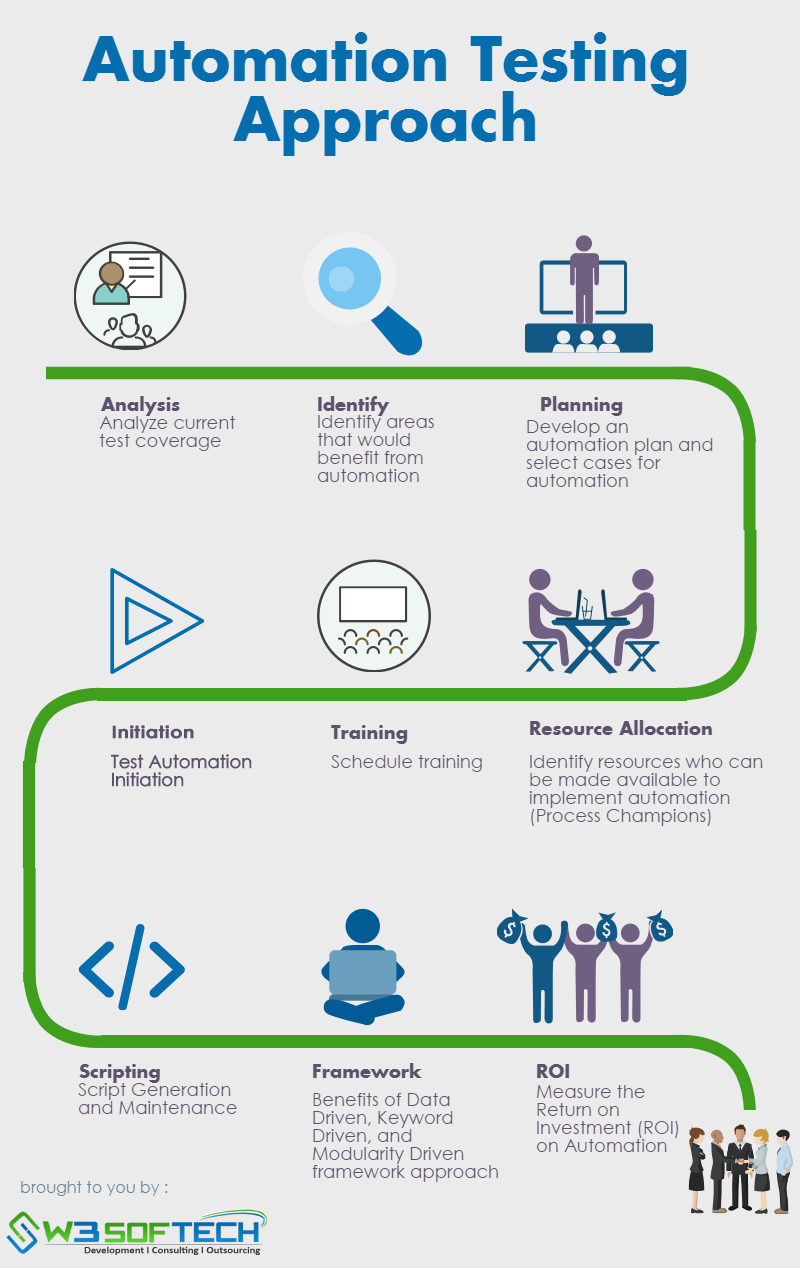 Automation Testing
Approach
Analysis
Analyze current
test coverage
Identify
Identify areas
that would
benefit from
automation
Planning
Develop an
automation plan and
select cases for
automation
Initiation
Test Automation
Initiation
Training
Schedule training
Resource Allocation
Identify resources who can
be made available to
implement automation
(Process Champions)
Scripting
Script Generation
and Maintenance
Framework
Benefits of Data
Driven, Keyword
Driven, and
Modularity Driven
framework approach
$ $ $
ROI
Measure the
Return on
Investment (ROI)
on Automation
brought to you by :
W3SOFTECH
Development I Consulting I Outsourcing